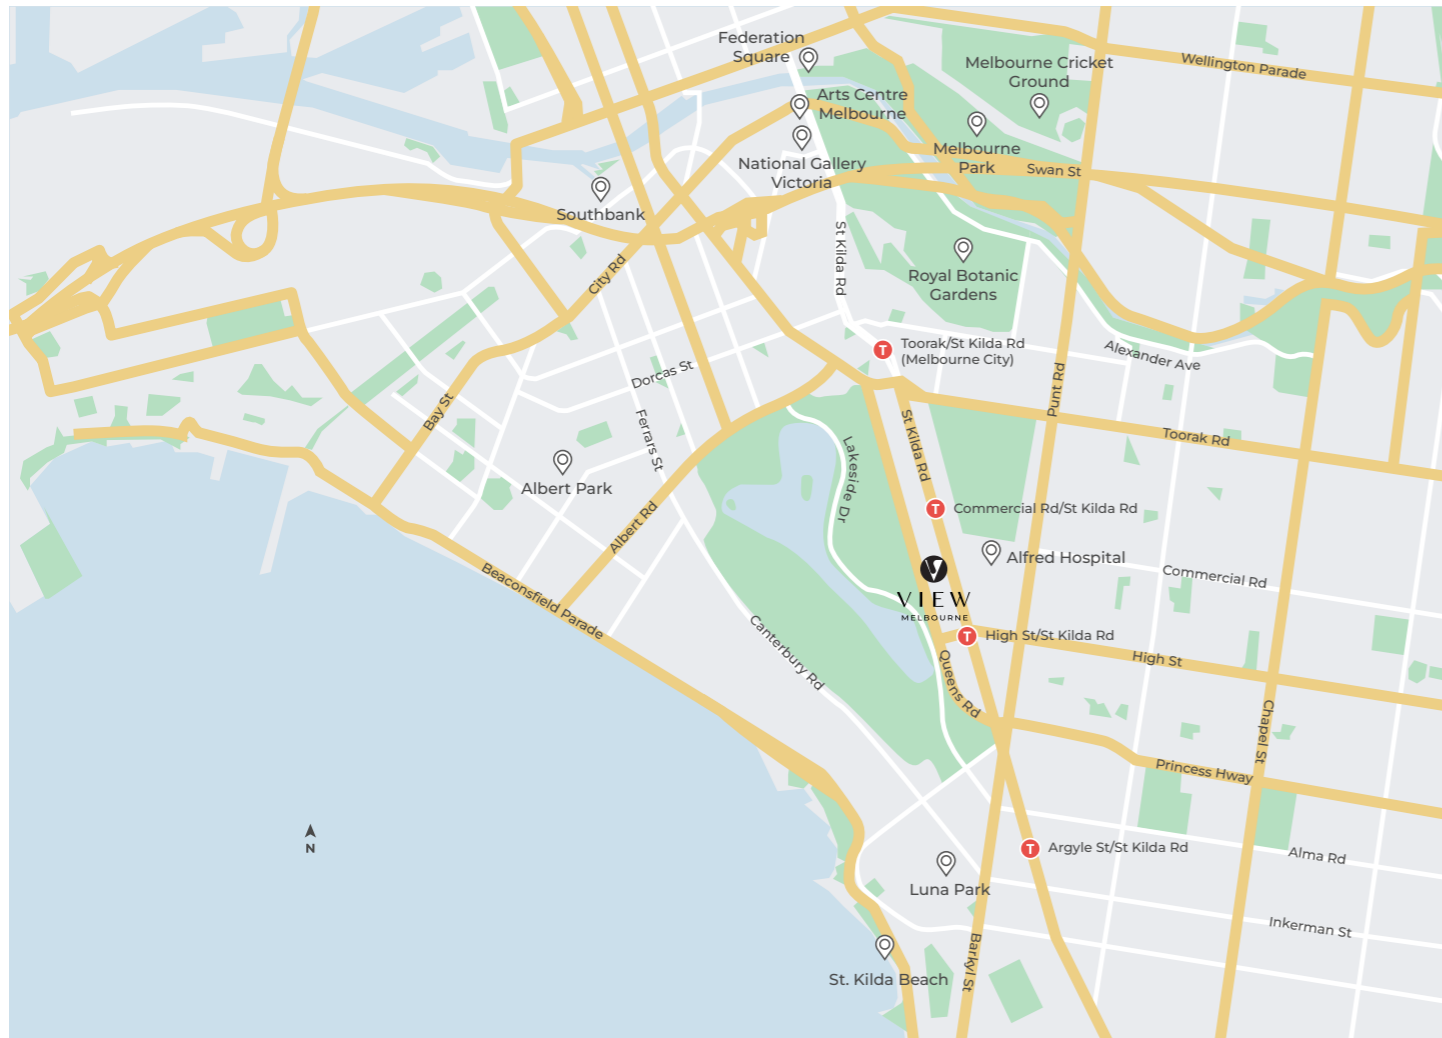 Federation
Square
Melbourne Cricket
Ground
Wellington Parade
Arts Centre
Melbourne
Melbourne
Park
National Gallery
Victoria
Swan St
Southbank
St Kilda Rd
City Rd
Royal Botanic
Gardens
T
Toorak/St Kilda Rd
(Melbourne City)
Alexander Ave
Dorcas St
Punt Rd
Bay St
Ferrars St
St Kilda Rd
Toorak Rd
Lakeside Dr
Albert Park
T
Commercial Rd/St Kilda Rd
Albert Rd
Alfred Hospital
Commercial Rd
Beaconsfield Parade
VIEW
MELBOURNE
T
High St/St Kilda Rd
High St
Canterbury Rd
Queens Rd
Chapel St
Princess Hway
N
T
Argyle St/St Kilda Rd
Alma Rd
Luna Park
Inkerman St
Barkyl St
St. Kilda Beach